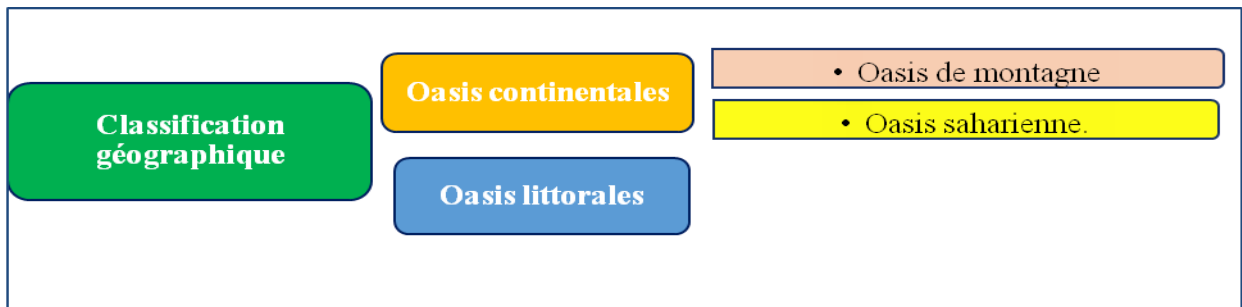 Classification
géographique
Oasis continentales
• Oasis de montagne
• Oasis saharienne.
Oasis littorales